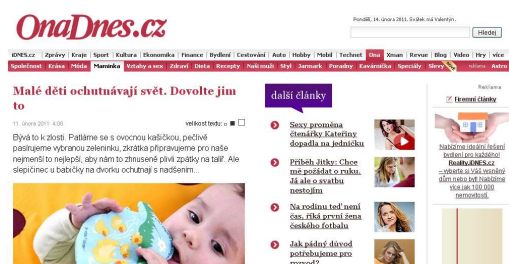 OnaDnes.cz
Pondělí, 14. února 2011. Svátek má Valentýn.
Hledej
iDNES.cz Zprávy Kraje Sport Kultura Ekonomika Finance Bydlení Cestování Auto Hobby Mobil Technet Ona Xman Revue Blog Video Hry více
Společnost Krása Móda Maminka Vztahy a sex Zdraví Dieta Recepty Naši muži Styl Jarmark Poradny Kavárnička Speciály Slevy reklama Astro
Malé děti ochutnávají svět. Dovolte jim
to
11. února 2011 4:36
velikost textu:
Bývá to k zlosti. Patláme se s ovocnou kašičkou, pečlivě
pasírujeme vybranou zeleninku, zkrátka připravujeme pro naše
nejmenší to nejlepší, aby nám to zhnuseně plivli zpátky na talíř. Ale
slepičinec u babičky na dvorku ochutnají s nadšením...
další články
Sexy proměna
čtenářky Kateřiny
dopadla na jedničku
Příběh Jitky: Chce
mě požádat o ruku.
Já ale o svatbu
nestojím
Na rodinu teď není
čas, říká první žena
českého fotbalu
Jak pádný důvod
potřebujeme pro
rozvod?
Reklama
Firemní články
Nabízíme ideální řešení
bydlení pro každého!
Reality.iDNES.cz
– vyberte si Váš vysněný
dům nebo byt! Nabízíme
více jak 100 000
nemovitostí.